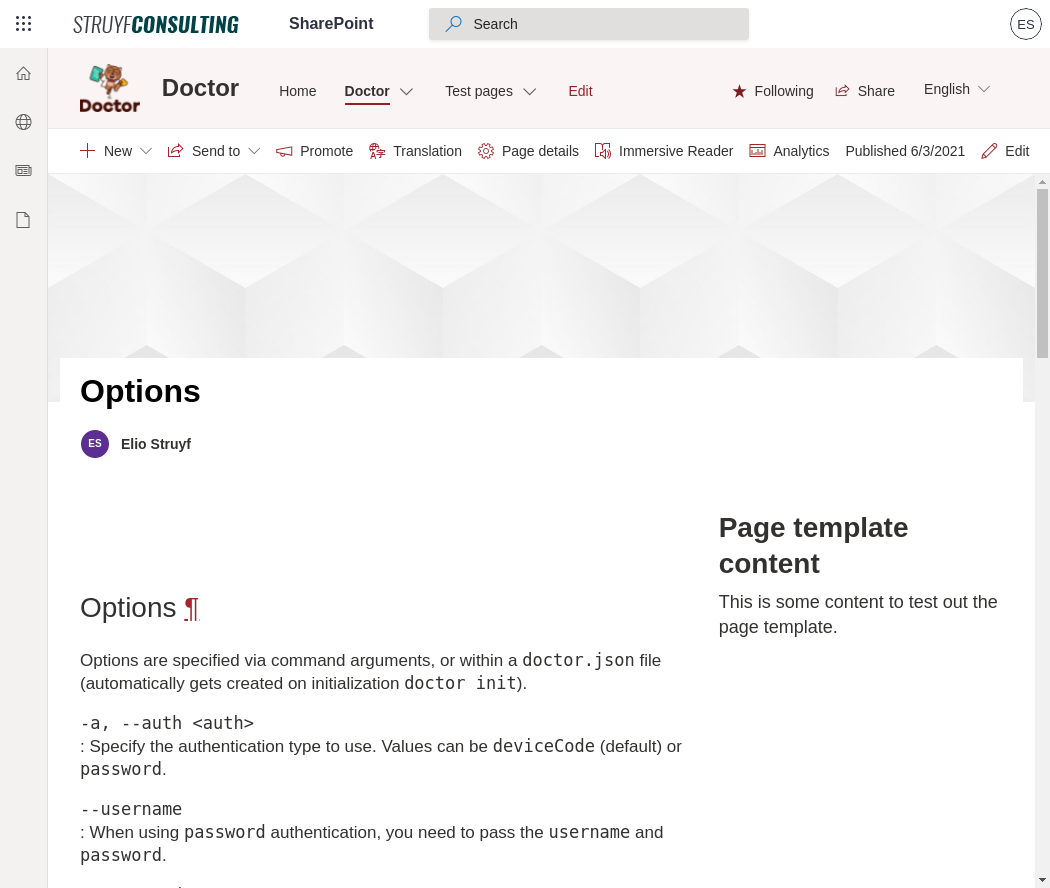 STRUYFCONSULTING SharePoint Search ES
Doctor Doctor Home Doctor Test pages Edit Following Share English
New Send to Promote Translation Page details Immersive Reader Analytics Published 6/3/2021 Edit
Options
ES Elio Struyf
Page template
content
This is some content to test out the
page template.
Options ¶
Options are specified via command arguments, or within a doctor.json file
(automatically gets created on initialization doctor init).
-a, --auth <auth>
: Specify the authentication type to use. Values can be deviceCode (default) or
password.
--username
: When using password authentication, you need to pass the username and
password.